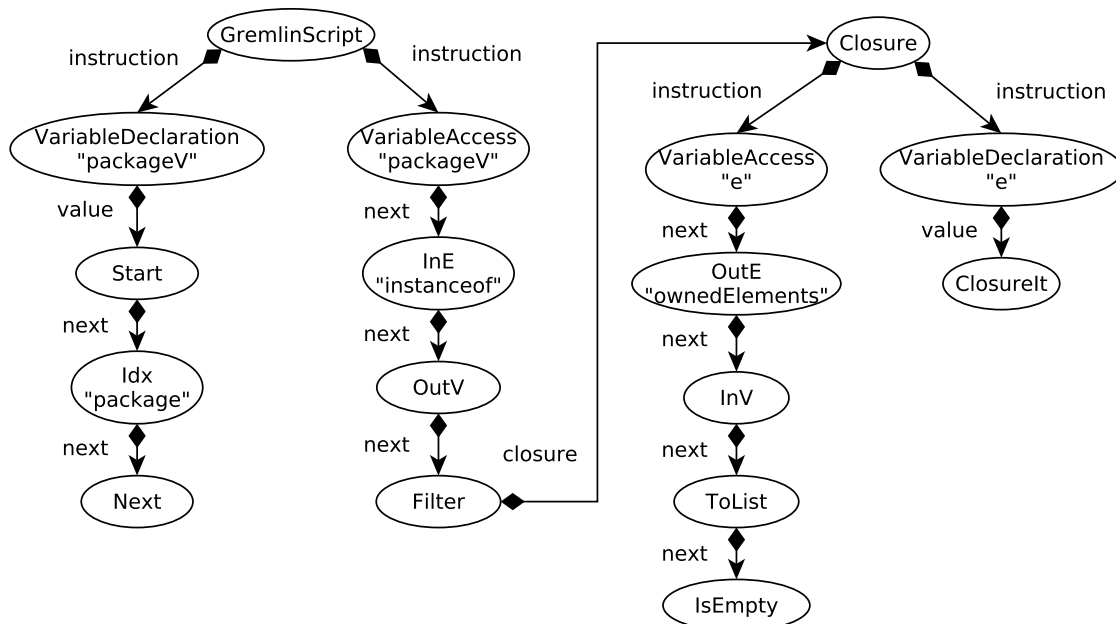 GremlinScript
instruction
instruction
VariableDeclaration
"packageV"
value
Start
next
Idx
"package"
next
Next
VariableAccess
"packageV"
next
InE
"instanceof"
next
OutV
next
Filter
closure
Closure
instruction
instruction
VariableAccess
"e"
next
OutE
"ownedElements"
next
InV
next
ToList
next
IsEmpty
VariableDeclaration
"e"
value
ClosureIt